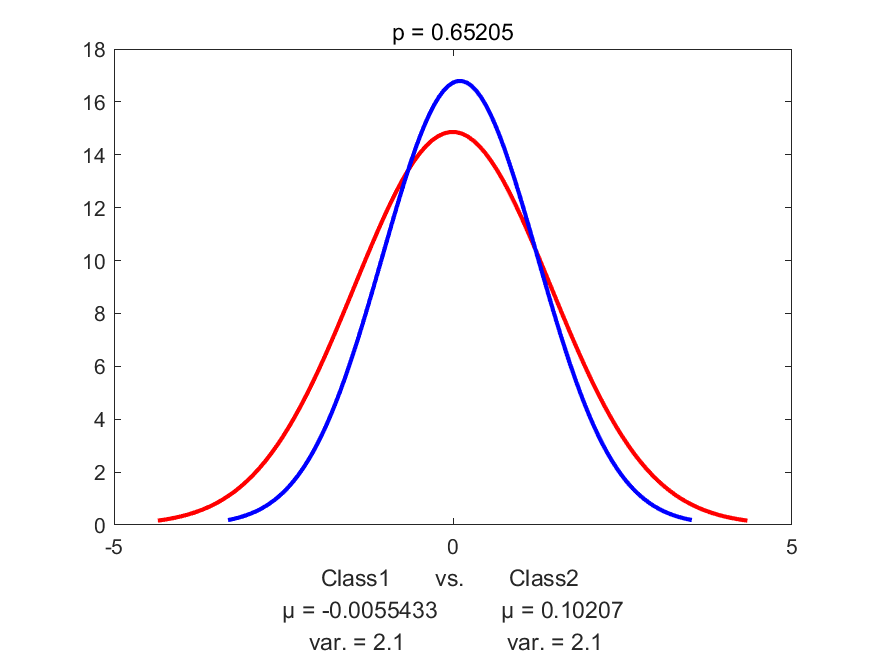 p = 0.65205
18
16
14
12
10
8
6
4
2
0
-5 0 5
Class1 vs. Class2
μ = -0.0055433 μ = 0.10207
var. = 2.1 var. = 2.1